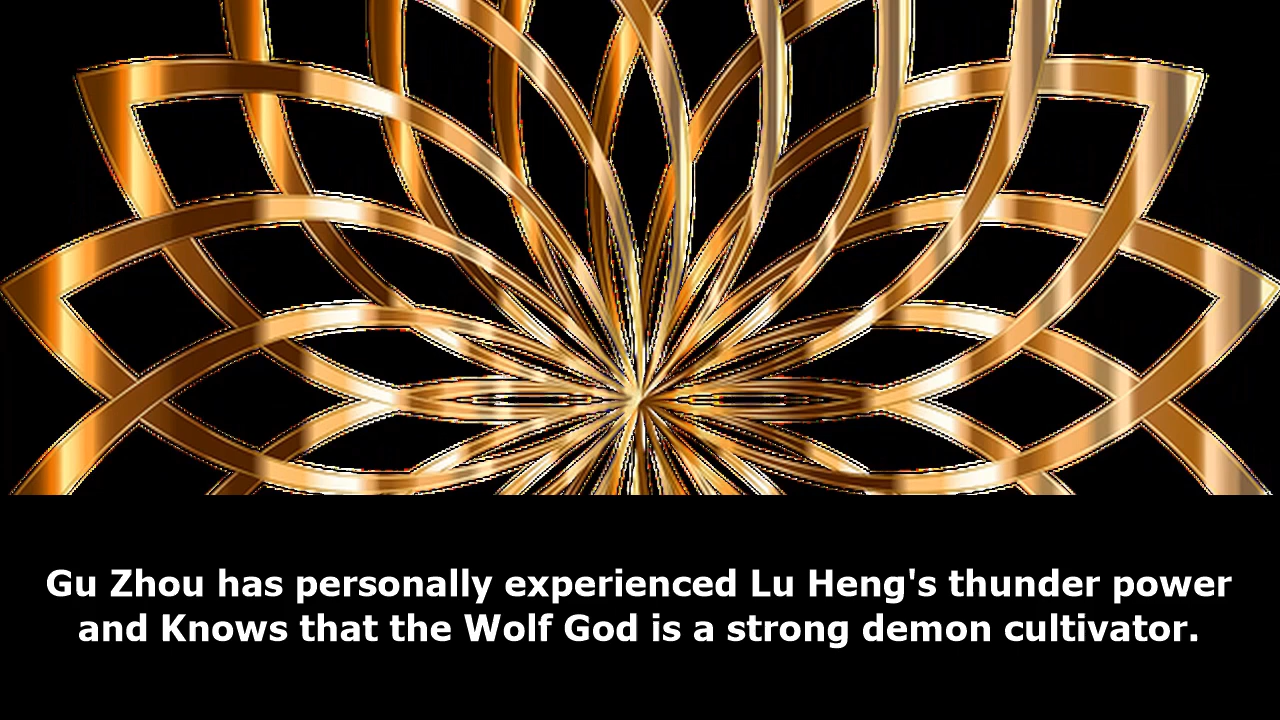 Gu Zhou has personally experienced Lu Heng's thunder power
and Knows that the Wolf God is a strong demon cultivator.